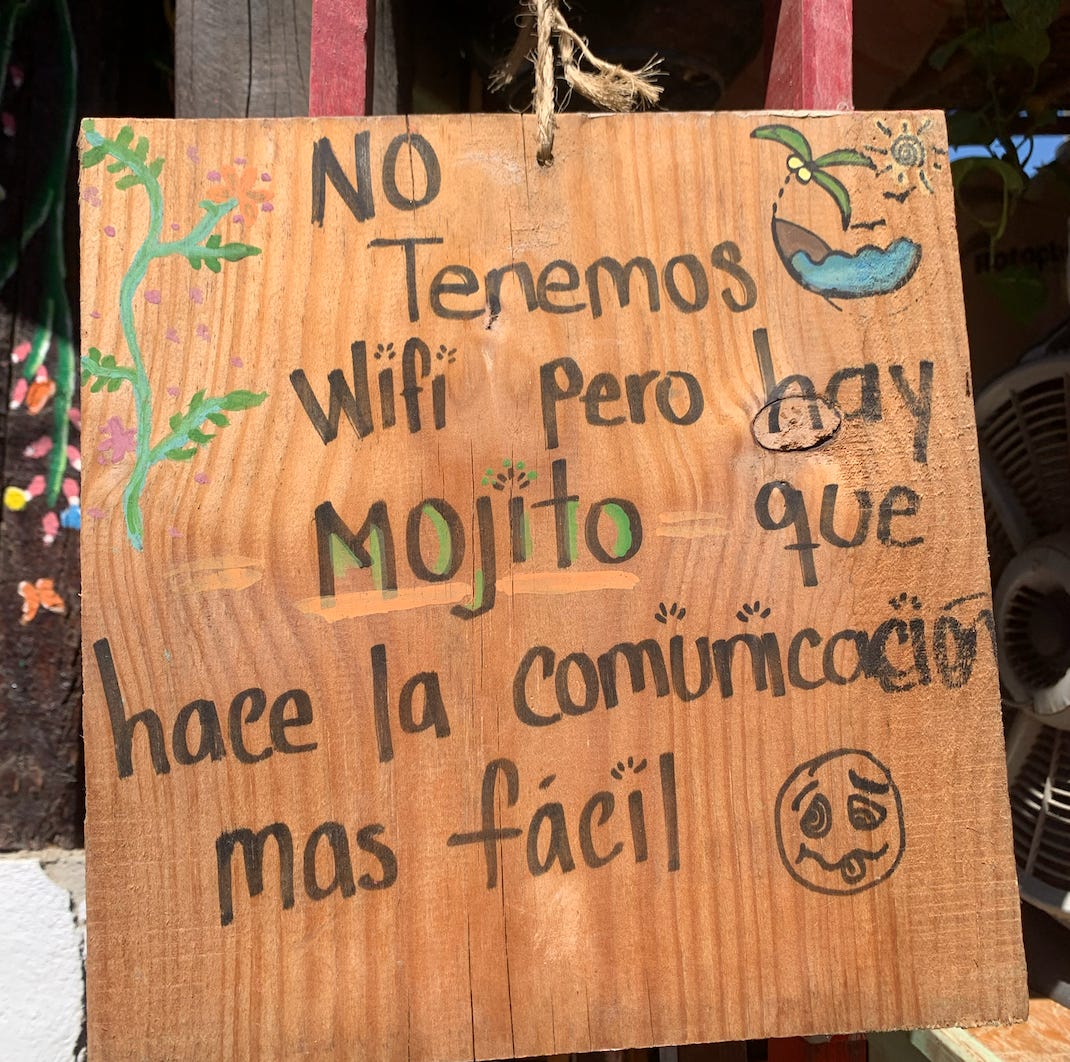 NO
Tenemos
Wifi pero hay
Mojito que
hace la comunicación
mas fácil